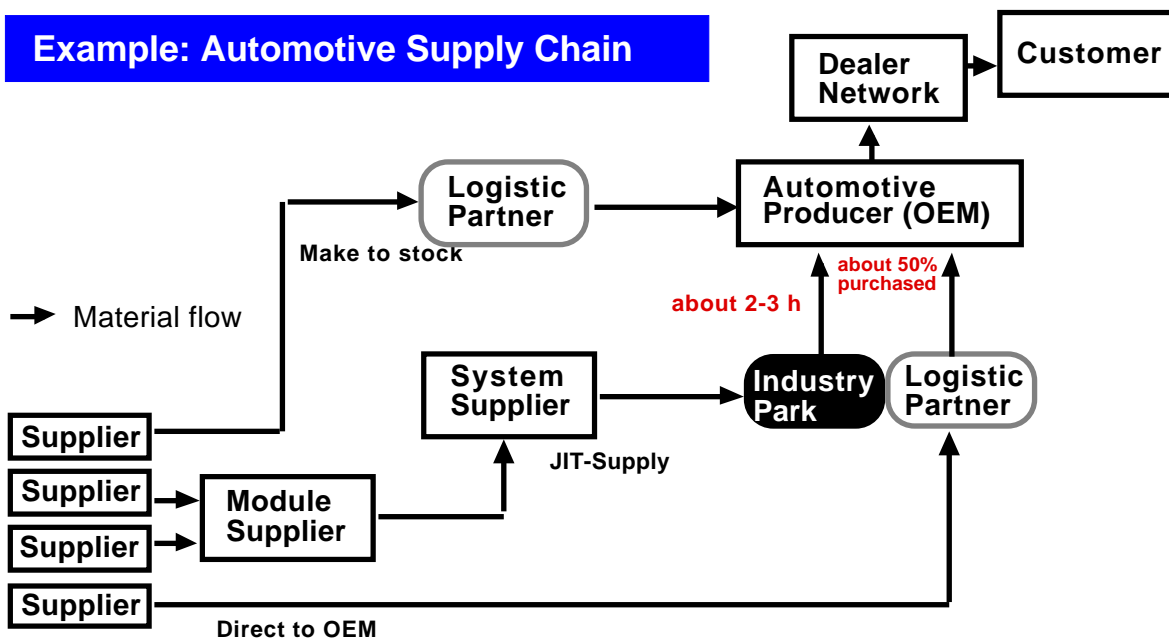 Example: Automotive Supply Chain
Dealer
Network
Customer
Logistic
Partner
Automotive
Producer (OEM)
Make to stock
about 50%
purchased
about 2-3 h
Material flow
System
Supplier
Industry
Park
Logistic
Partner
Supplier
JIT-Supply
Supplier
Module
Supplier
Supplier
Supplier
Direct to OEM